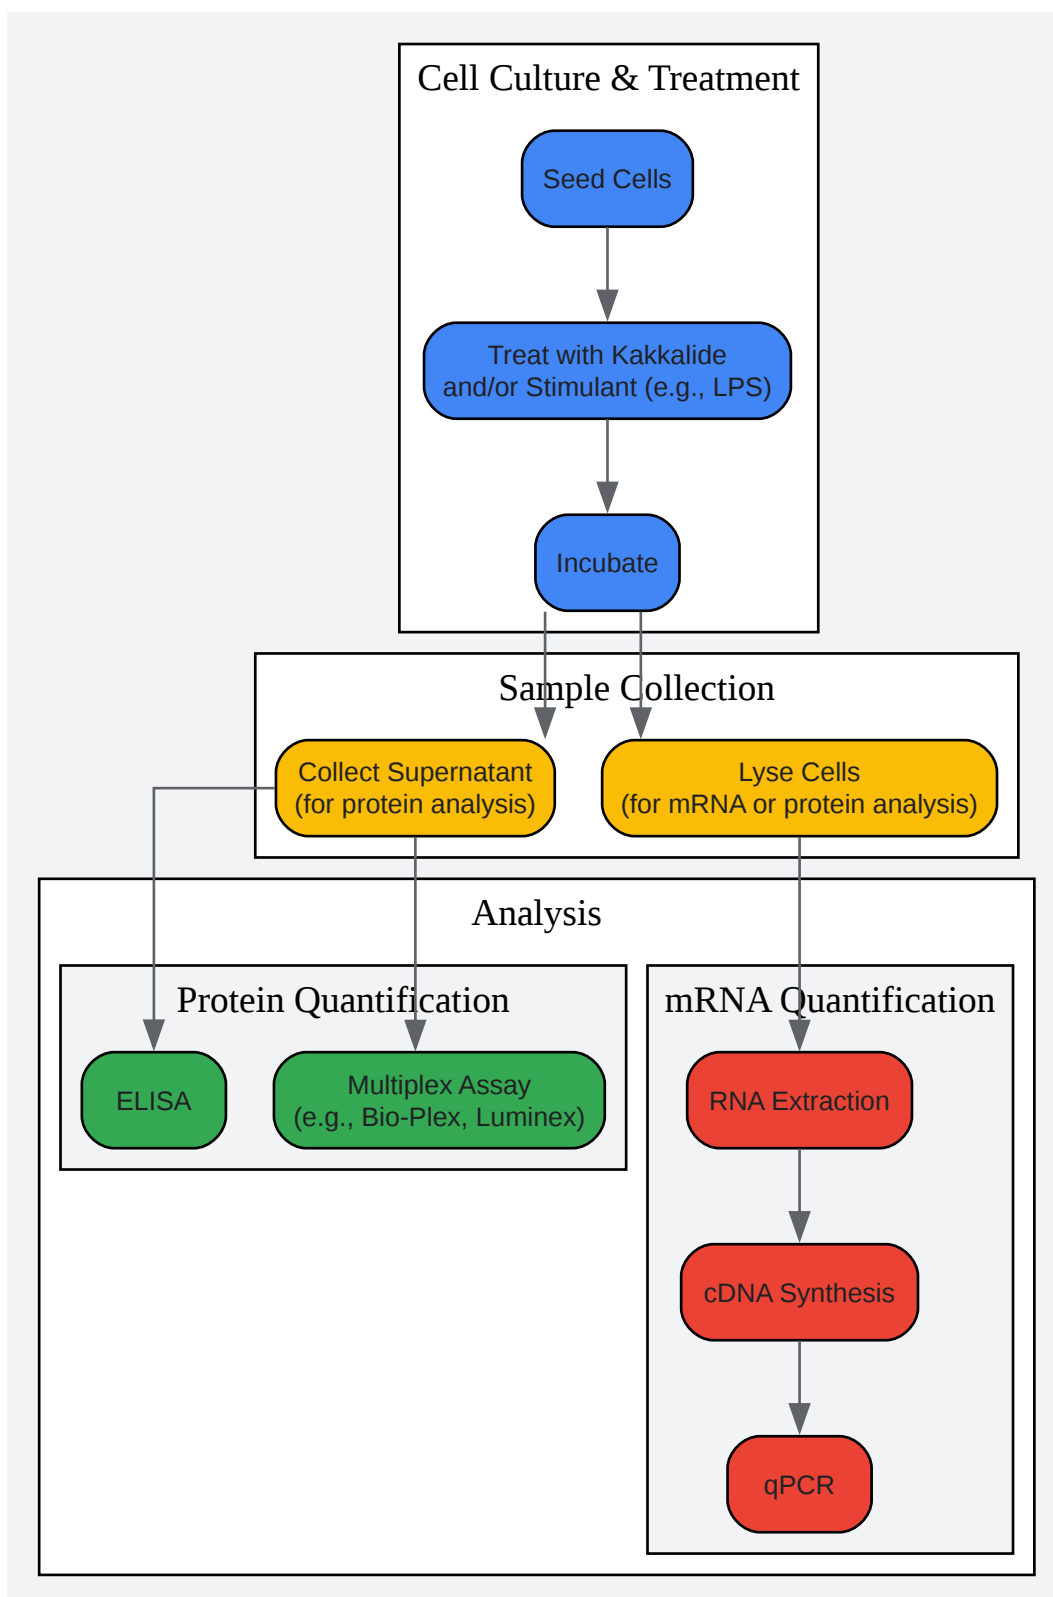 Cell Culture & Treatment
Seed Cells
Treat with Kakkalide
and/or Stimulant (e.g., LPS)
Incubate
Sample Collection
Collect Supernatant
(for protein analysis)
Lyse Cells
(for mRNA or protein analysis)
Analysis
Protein Quantification
ELISA
Multiplex Assay
(e.g., Bio-Plex, Luminex)
mRNA Quantification
RNA Extraction
cDNA Synthesis
qPCR